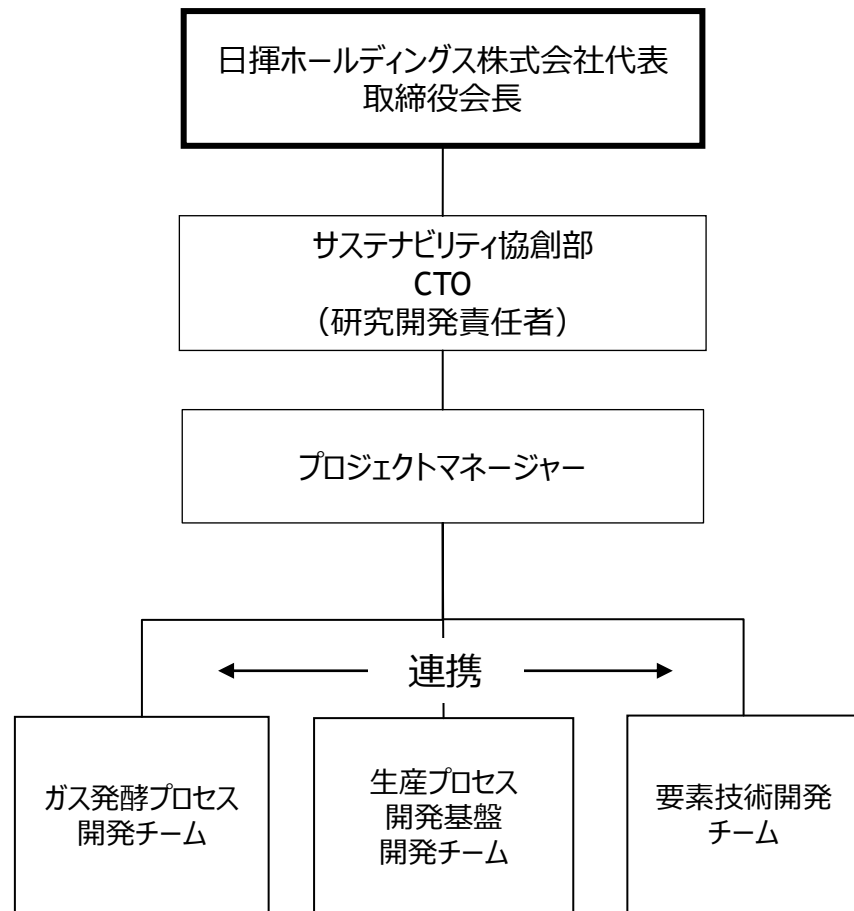 日揮ホールディングス株式会社代表
取締役会長
サステナビリティ協創部
CTO
（研究開発責任者）
プロジェクトマネージャー
連携
ガス発酵プロセス
開発チーム
生産プロセス
開発基盤
開発チーム
要素技術開発
チーム